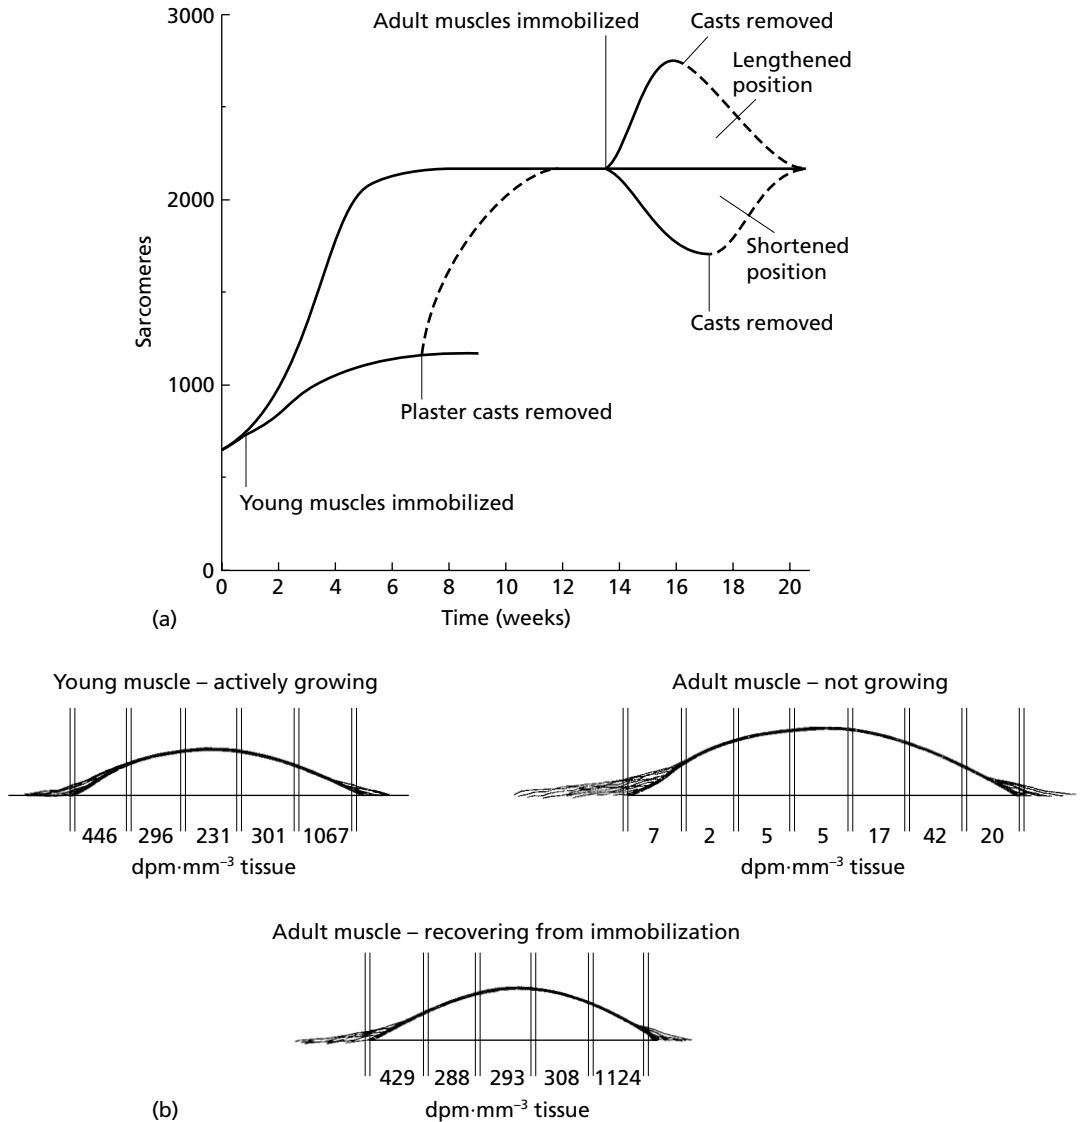 3000
Adult muscles immobilized
Casts removed
Lengthened
position
2000
Sarcomeres
Shortened
position
Casts removed
1000
Plaster casts removed
Young muscles immobilized
0
0 2 4 6 8 10 12 14 16 18 20
(a)
Time (weeks)
Young muscle – actively growing
446 296 231 301 1067
dpm·mm⁻³ tissue
Adult muscle – not growing
7 2 5 5 17 42 20
dpm·mm⁻³ tissue
Adult muscle – recovering from immobilization
429 288 293 308 1124
(b)
dpm·mm⁻³ tissue